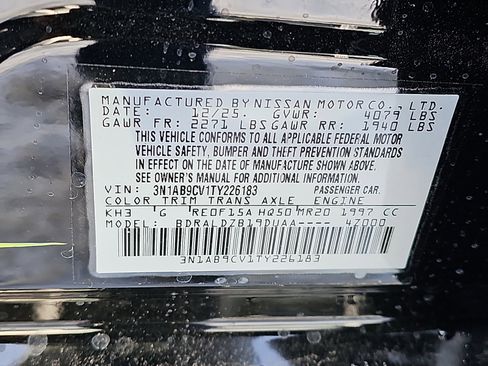 MANUFACTURED BY NISSAN MOTOR CO., LTD.
DATE: 12/25. GVWR: 4079 LBS
GAWR FR: 2271 LBS GAWR RR: 1940 LBS
THIS VEHICLE CONFORMS TO ALL APPLICABLE FEDERAL MOTOR
VEHICLE SAFETY, BUMPER AND THEFT PREVENTION STANDARDS
IN EFFECT ON THE DATE OF MANUFACTURE SHOWN ABOVE.
SEE OWNER'S MANUAL FOR ADDITIONAL INFORMATION.
VIN: 3N1AB9CV1TY226183 PASSENGER CAR.
COLOR TRIM TRANS AXLE ENGINE
KH3 G RE0F15A HQ50 MR20 1997 CC
MODEL: BDRALDZB19DUAA---- 4Z000
3N1AB9CV1TY226183